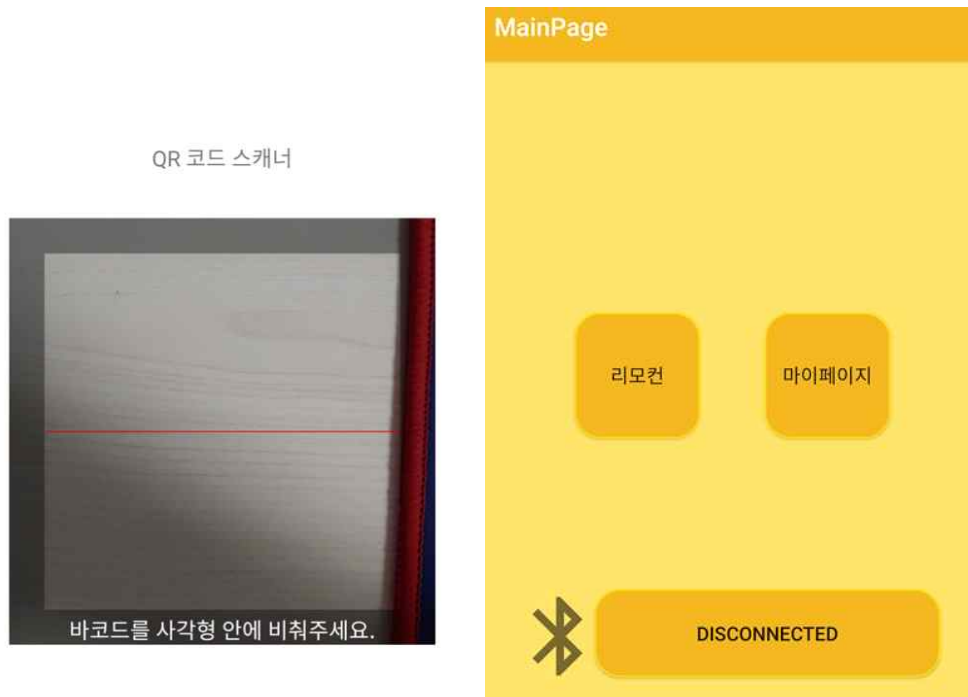 QR 코드 스캐너
바코드를 사각형 안에 비춰주세요.
MainPage
리모컨
마이페이지
DISCONNECTED